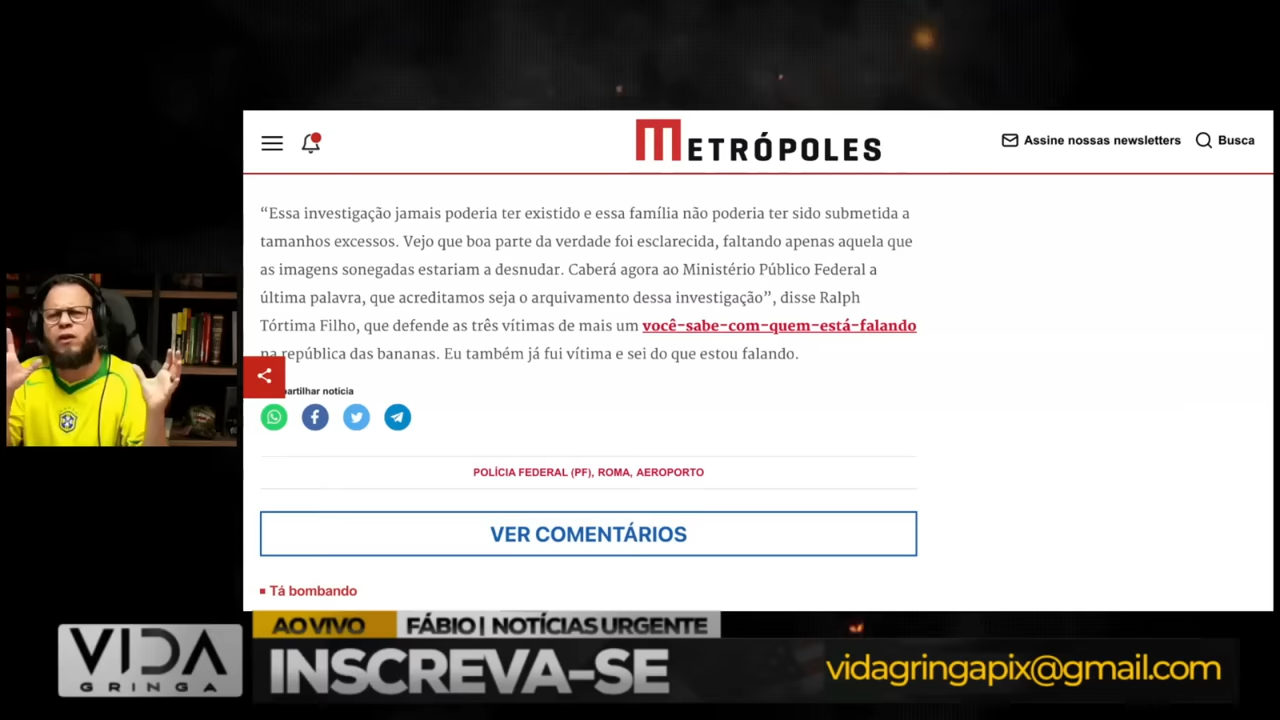 METRÓPOLES
Assine nossas newsletters
Busca
“Essa investigação jamais poderia ter existido e essa família não poderia ter sido submetida a
tamanhos excessos. Vejo que boa parte da verdade foi esclarecida, faltando apenas aquela que
as imagens sonegadas estariam a desnudar. Caberá agora ao Ministério Público Federal a
última palavra, que acreditamos seja o arquivamento dessa investigação”, disse Ralph
Tórtima Filho, que defende as três vítimas de mais um você-sabe-com-quem-está-falando
na república das bananas. Eu também já fui vítima e sei do que estou falando.
partilhar notícia
POLÍCIA FEDERAL (PF), ROMA, AEROPORTO
VER COMENTÁRIOS
Tá bombando
AO VIVO
FÁBIO | NOTÍCIAS URGENTE
VIDA
GRINGA
INSCREVA-SE
vidagringapix@gmail.com